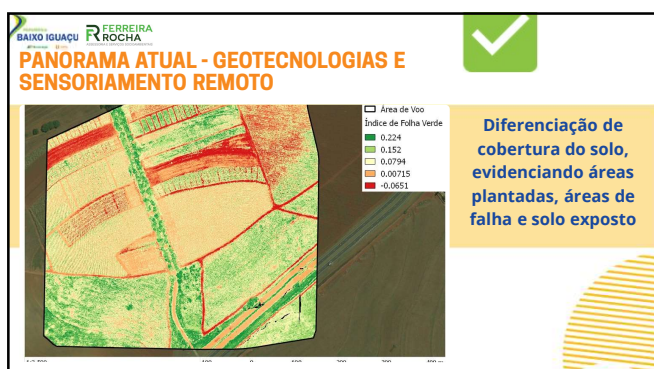 BAIXO IGUAÇU
FERREIRA
ROCHA
PANORAMA ATUAL - GEOTECNOLOGIAS E
SENSORIAMENTO REMOTO
Área de Voo
Índice de Folha Verde
0.224
0.152
0.0794
0.00715
-0.0651
Diferenciação de
cobertura do solo,
evidenciando áreas
plantadas, áreas de
falha e solo exposto